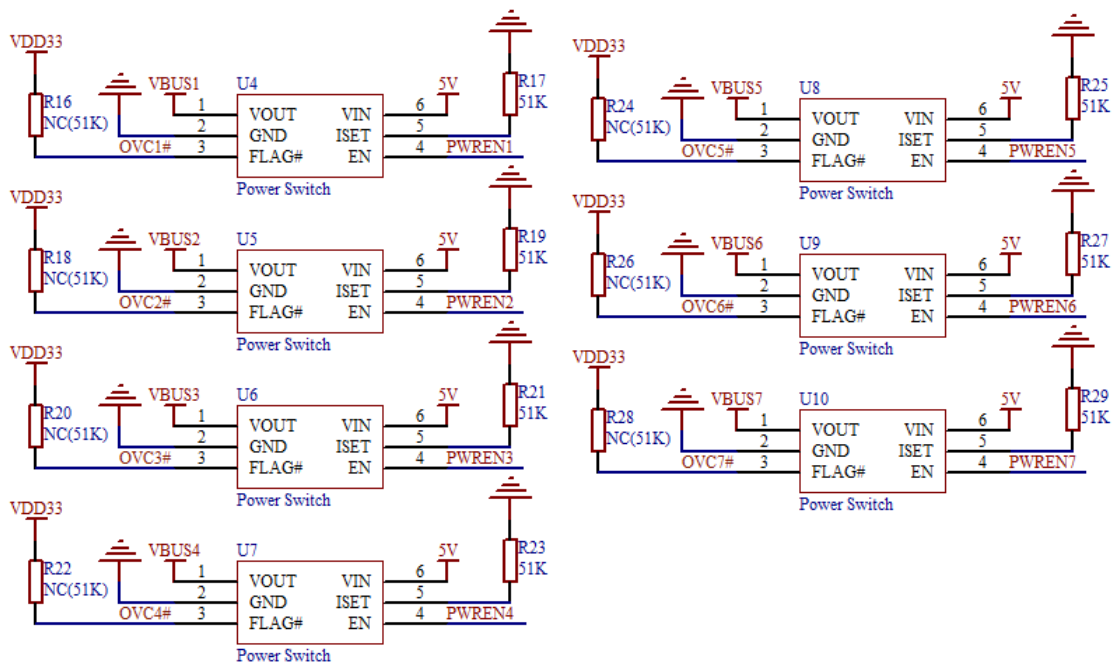 VDD33
R16
NC(51K)
OVC1#
VBUS1
U4
1 VOUT VIN 6
2 GND ISET 5
3 FLAG# EN 4
Power Switch
5V
R17
51K
PWREN1
VDD33
R18
NC(51K)
OVC2#
VBUS2
U5
1 VOUT VIN 6
2 GND ISET 5
3 FLAG# EN 4
Power Switch
5V
R19
51K
PWREN2
VDD33
R20
NC(51K)
OVC3#
VBUS3
U6
1 VOUT VIN 6
2 GND ISET 5
3 FLAG# EN 4
Power Switch
5V
R21
51K
PWREN3
VDD33
R22
NC(51K)
OVC4#
VBUS4
U7
1 VOUT VIN 6
2 GND ISET 5
3 FLAG# EN 4
Power Switch
5V
R23
51K
PWREN4
VDD33
R24
NC(51K)
OVC5#
VBUS5
U8
1 VOUT VIN 6
2 GND ISET 5
3 FLAG# EN 4
Power Switch
5V
R25
51K
PWREN5
VDD33
R26
NC(51K)
OVC6#
VBUS6
U9
1 VOUT VIN 6
2 GND ISET 5
3 FLAG# EN 4
Power Switch
5V
R27
51K
PWREN6
VDD33
R28
NC(51K)
OVC7#
VBUS7
U10
1 VOUT VIN 6
2 GND ISET 5
3 FLAG# EN 4
Power Switch
5V
R29
51K
PWREN7